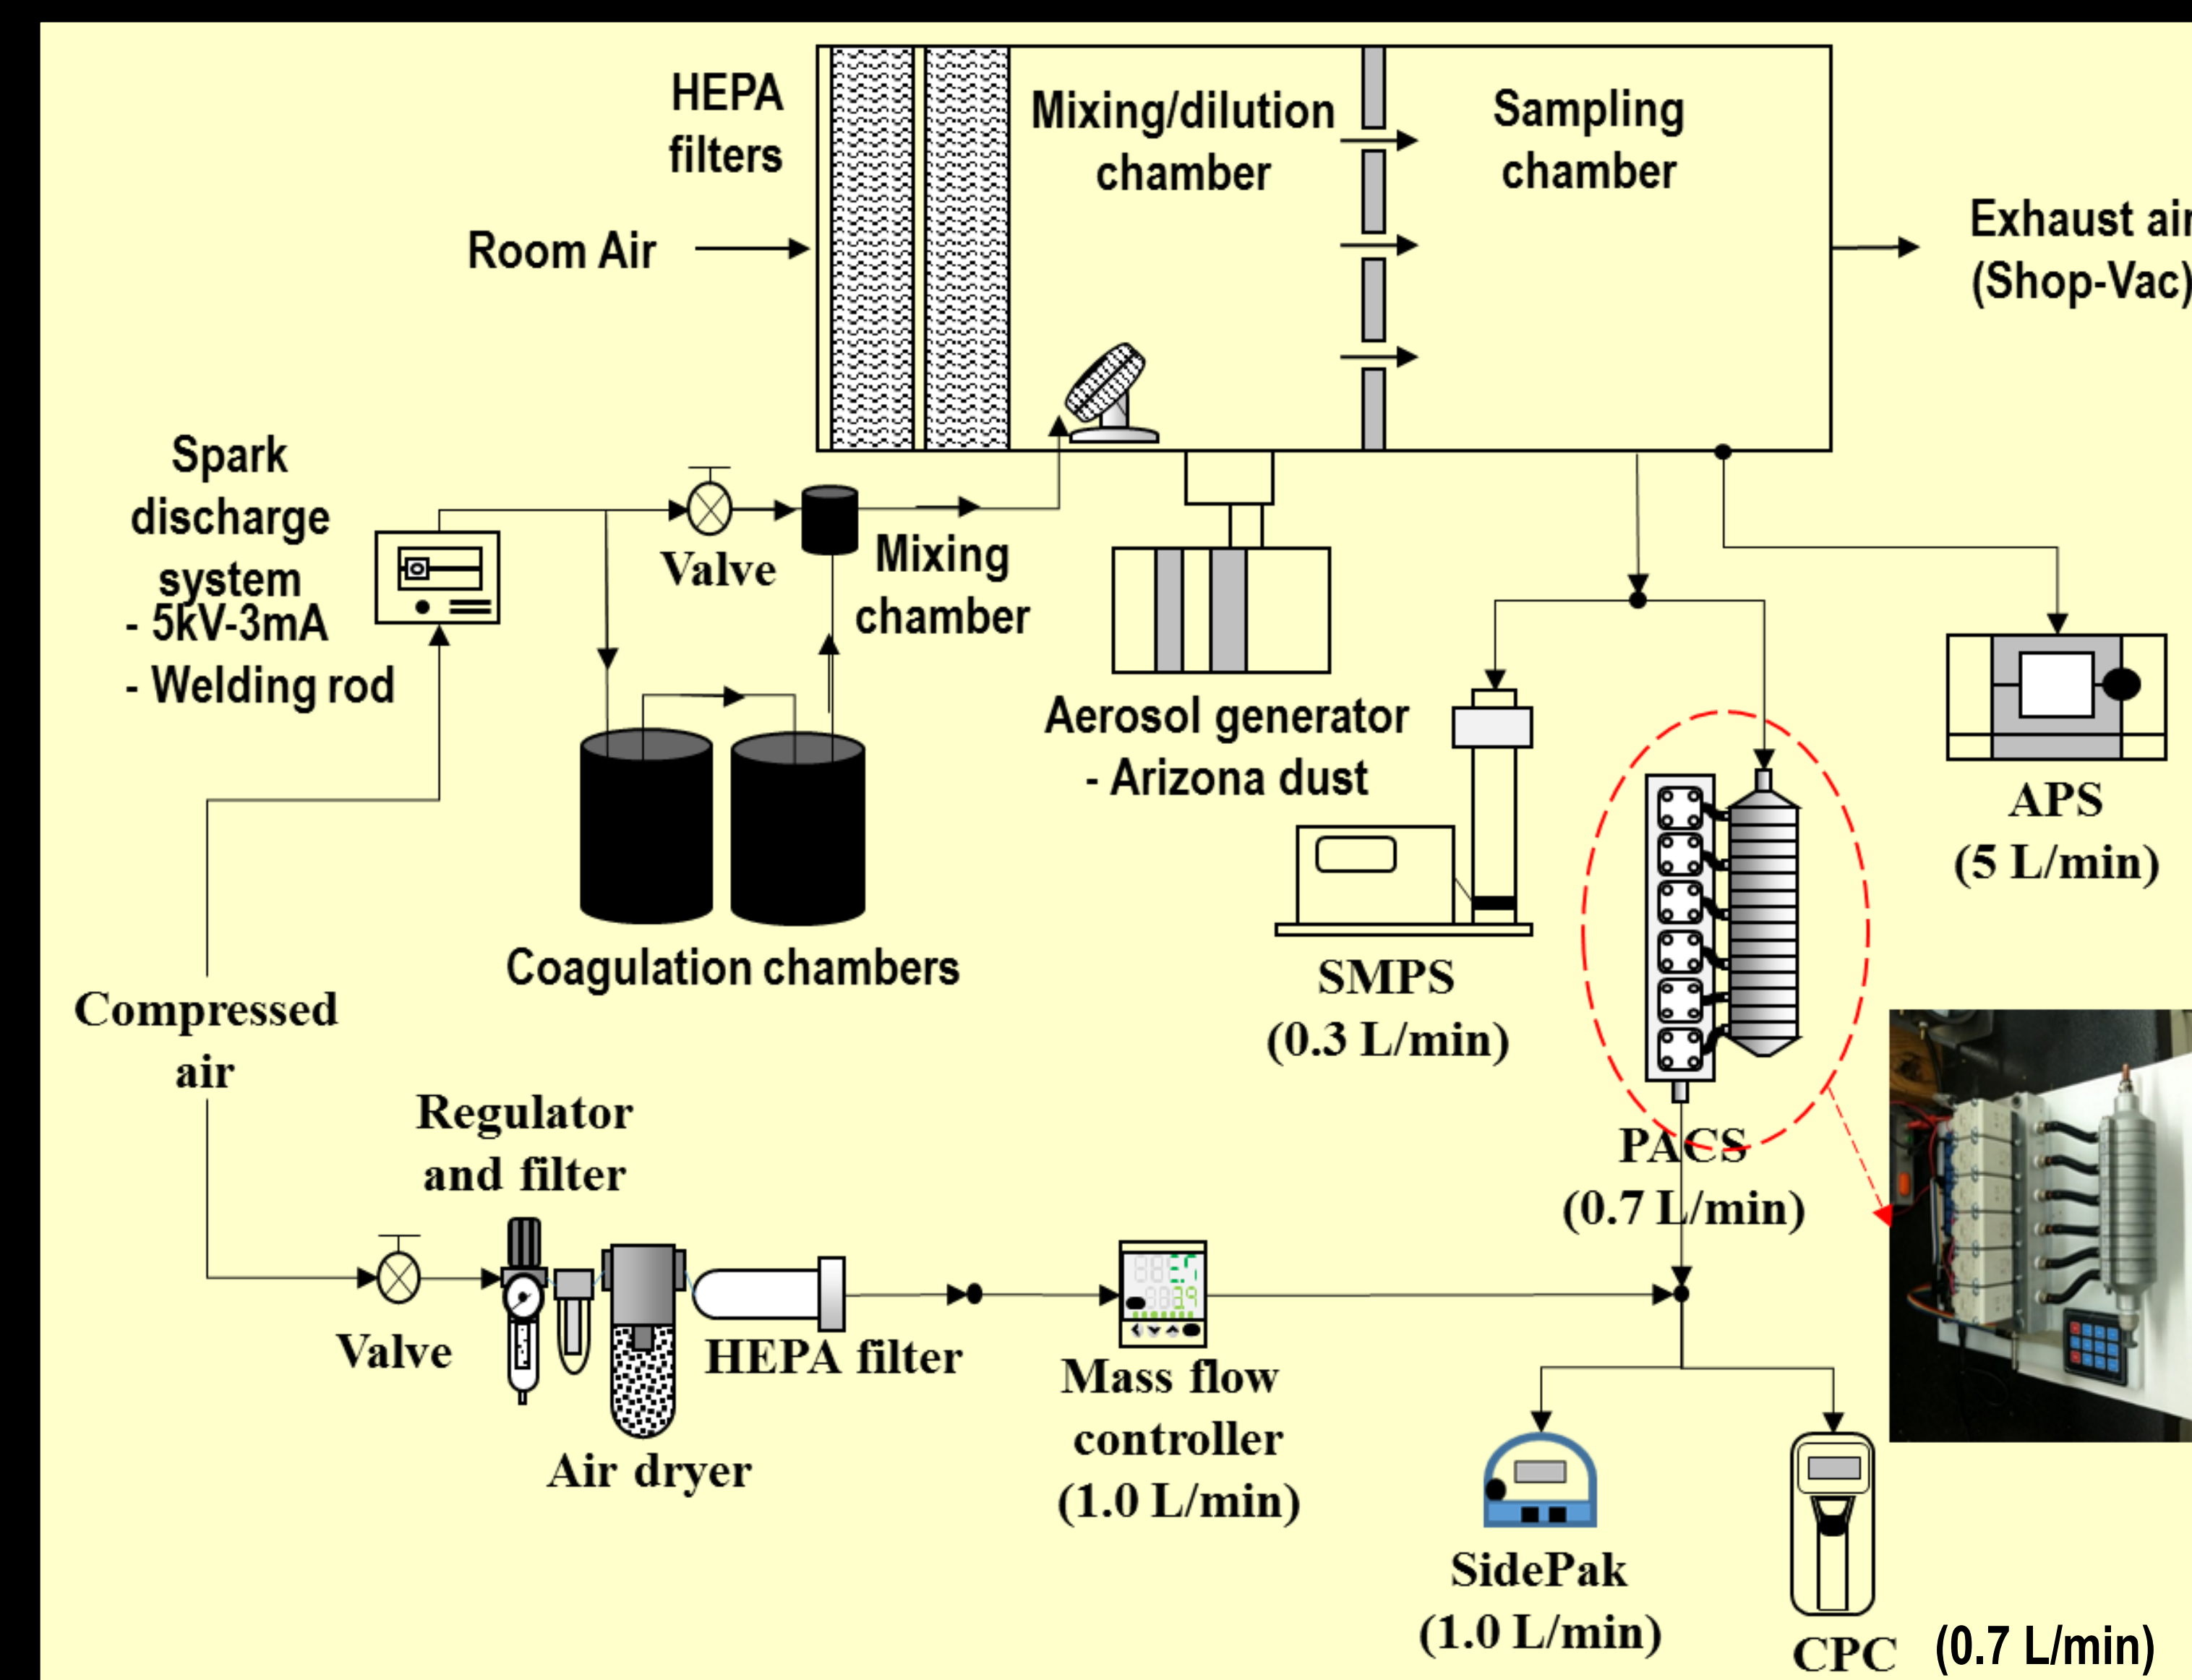 HEPA
filters
Mixing/dilution
chamber
Sampling
chamber
Room Air
Exhaust air
(Shop-Vac)
Spark
discharge
system
- 5kV-3mA
- Welding rod
Valve
Mixing
chamber
Aerosol generator
- Arizona dust
Coagulation chambers
SMPS
(0.3 L/min)
APS
(5 L/min)
PACS
(0.7 L/min)
Compressed
air
Regulator
and filter
Valve
Air dryer
HEPA filter
Mass flow
controller
(1.0 L/min)
SidePak
(1.0 L/min)
CPC (0.7 L/min)